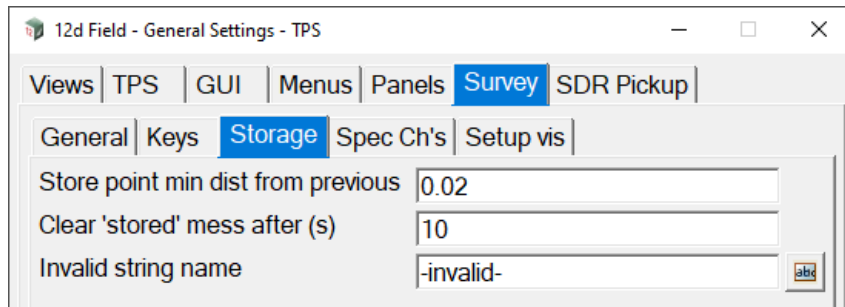 12d Field - General Settings - TPS
Views TPS GUI Menus Panels Survey SDR Pickup
General Keys Storage Spec Ch's Setup vis
Store point min dist from previous 0.02
Clear 'stored' mess after (s) 10
Invalid string name -invalid- abc